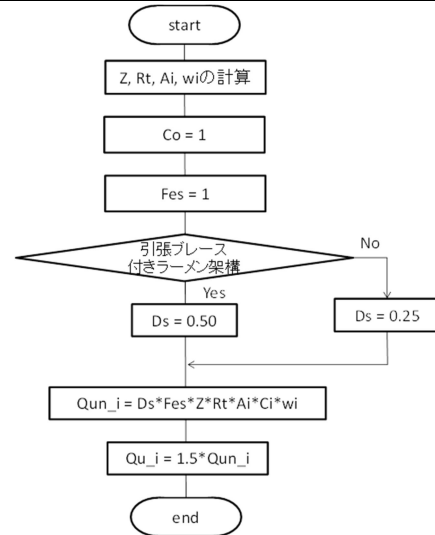 start
Z, Rt, Ai, wiの計算
Co = 1
Fes = 1
引張ブレース
付きラーメン架構
No
Yes
Ds = 0.50
Ds = 0.25
Qun_i = Ds*Fes*Z*Rt*Ai*Ci*wi
Qu_i = 1.5*Qun_i
end